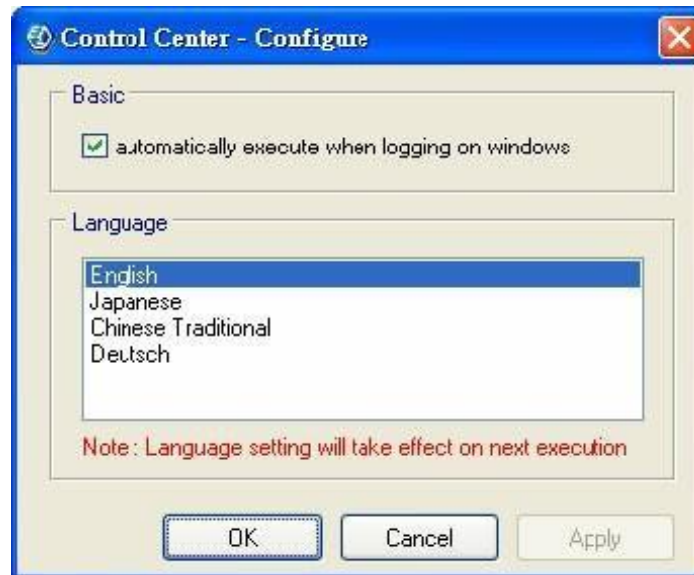 Control Center - Configure
Basic
automatically execute when logging on windows
Language
English
Japanese
Chinese Traditional
Deutsch
Note : Language setting will take effect on next execution
OK Cancel Apply